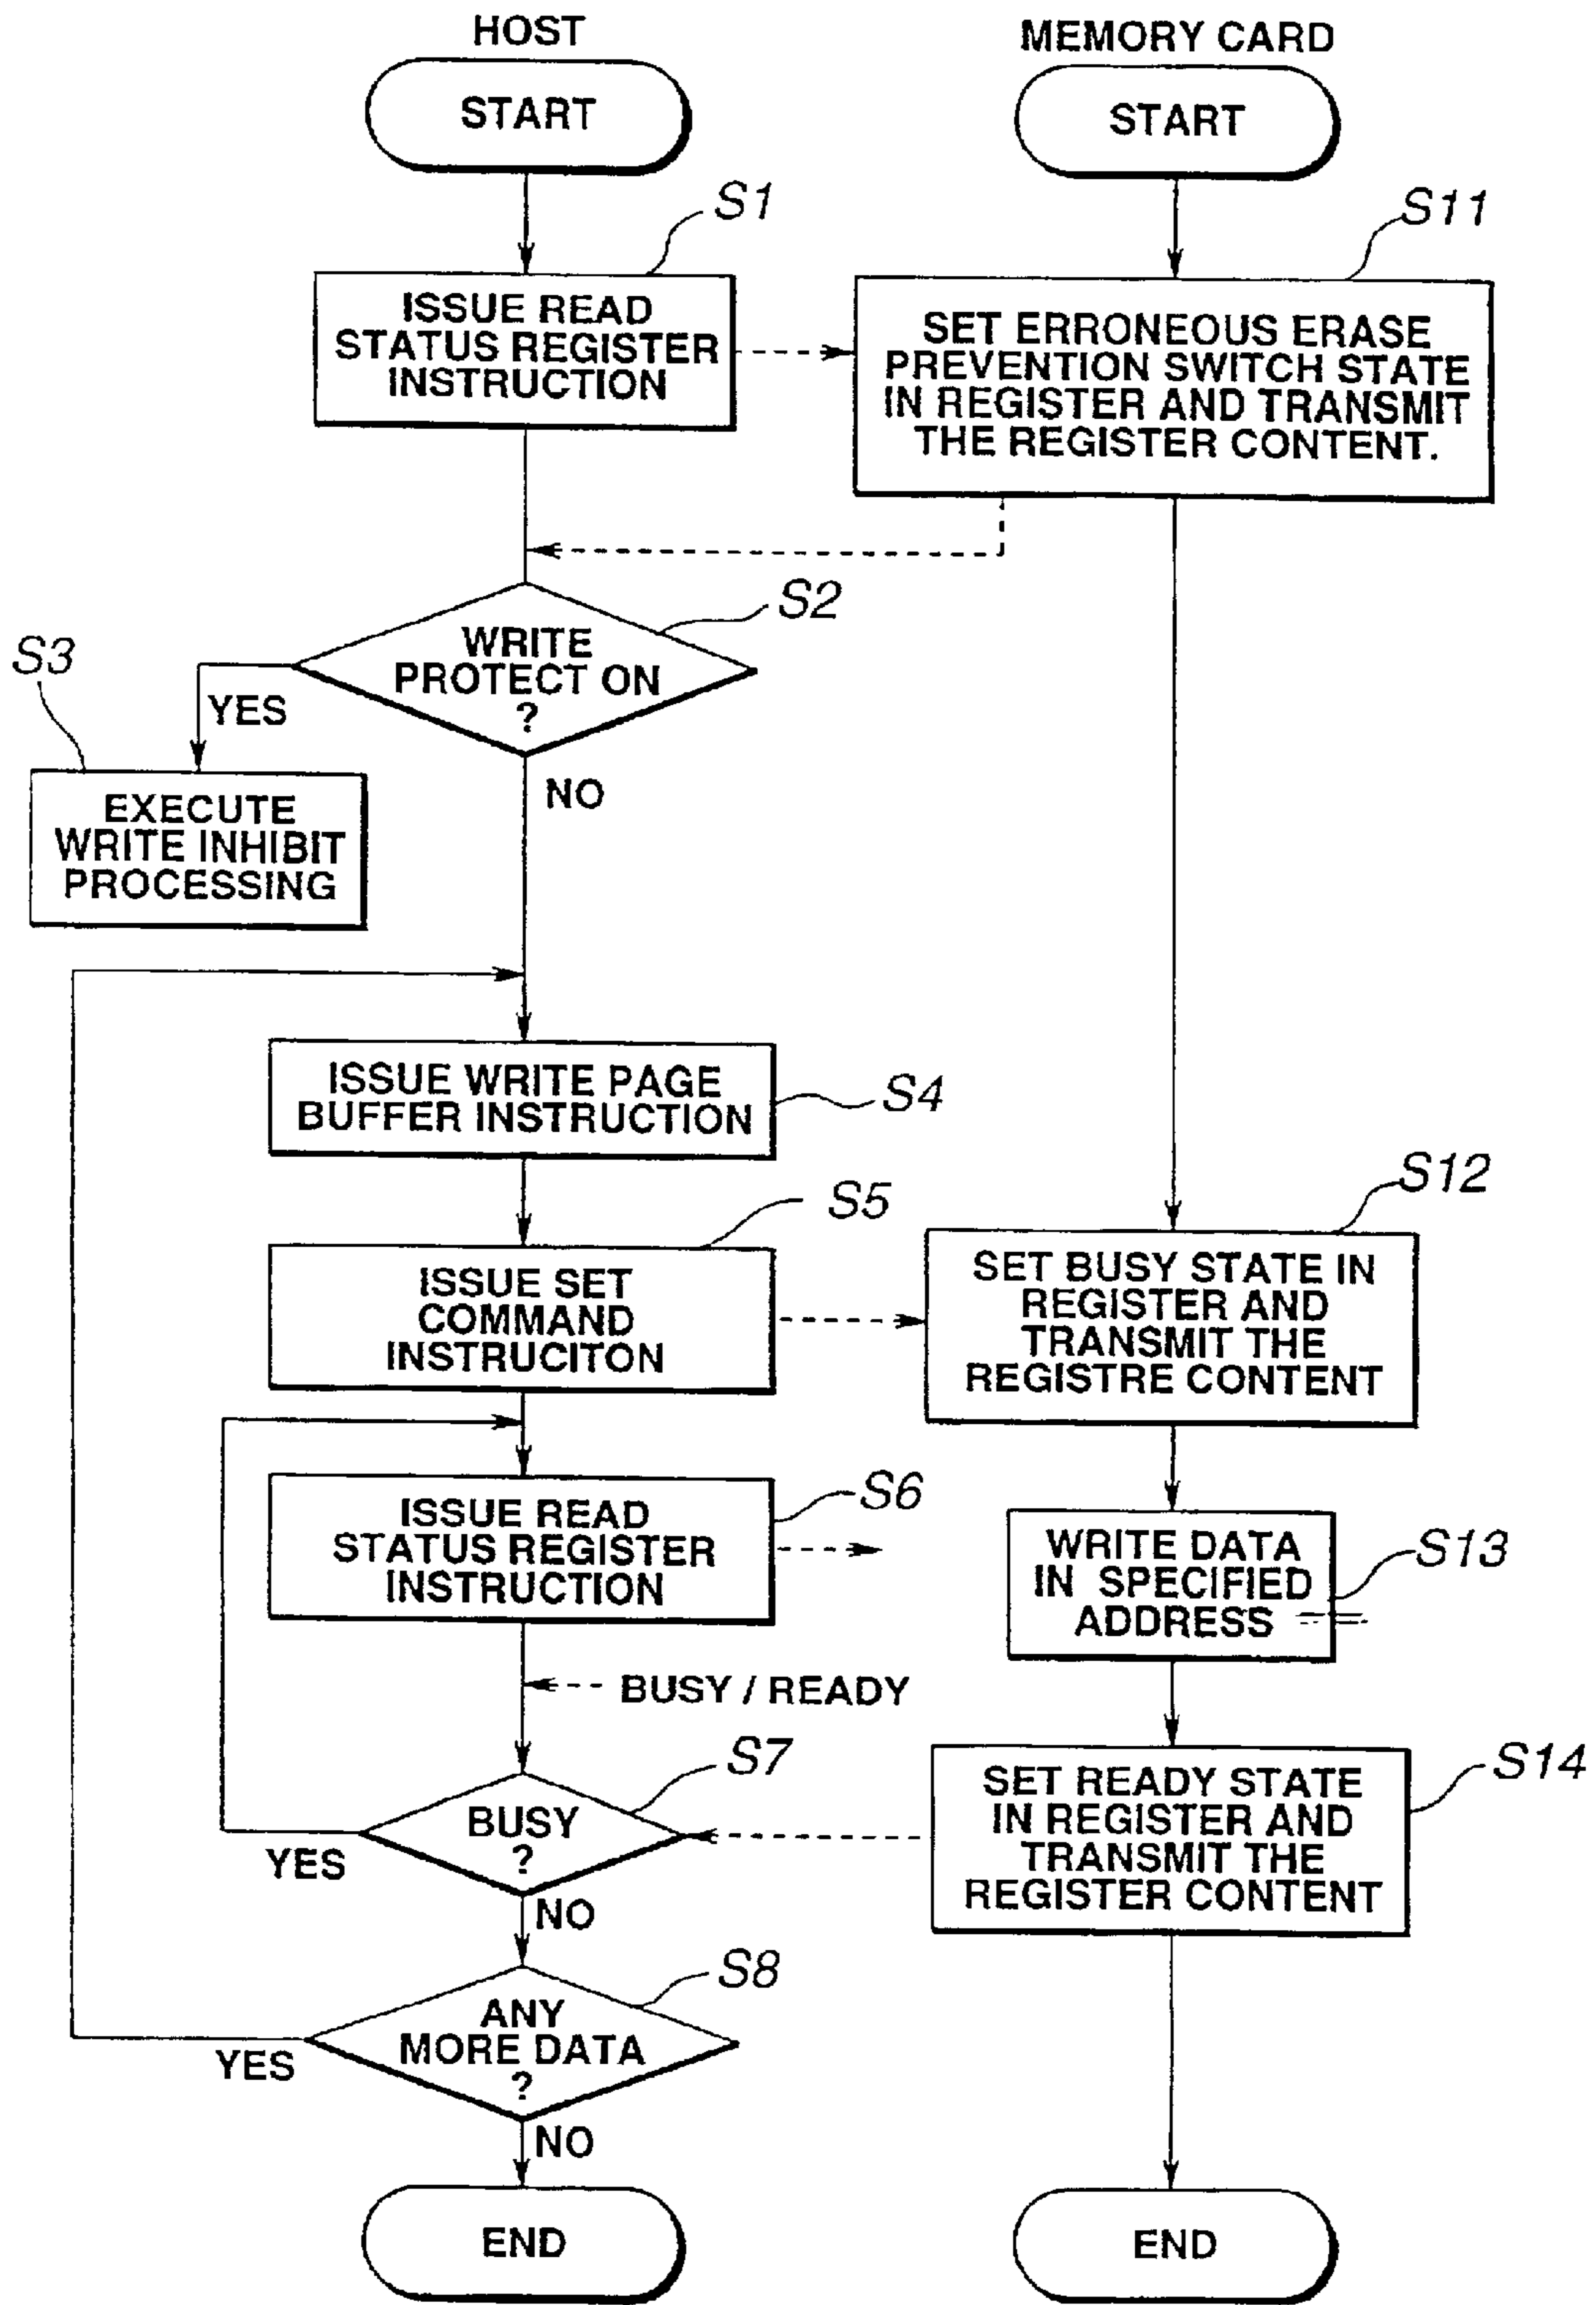 HOST
MEMORY CARD
START
START
S1
S11
ISSUE READ
STATUS REGISTER
INSTRUCTION
SET ERRONEOUS ERASE
PREVENTION SWITCH STATE
IN REGISTER AND TRANSMIT
THE REGISTER CONTENT.
S2
WRITE
PROTECT ON
?
S3
YES
NO
EXECUTE
WRITE INHIBIT
PROCESSING
ISSUE WRITE PAGE
BUFFER INSTRUCTION
S4
S5
S12
ISSUE SET
COMMAND
INSTRUCITON
SET BUSY STATE IN
REGISTER AND
TRANSMIT THE
REGISTRE CONTENT
S6
ISSUE READ
STATUS REGISTER
INSTRUCTION
WRITE DATA
IN SPECIFIED
ADDRESS
S13
BUSY / READY
S7
BUSY
?
YES
NO
SET READY STATE
IN REGISTER AND
TRANSMIT THE
REGISTER CONTENT
S14
S8
ANY
MORE DATA
?
YES
NO
END
END